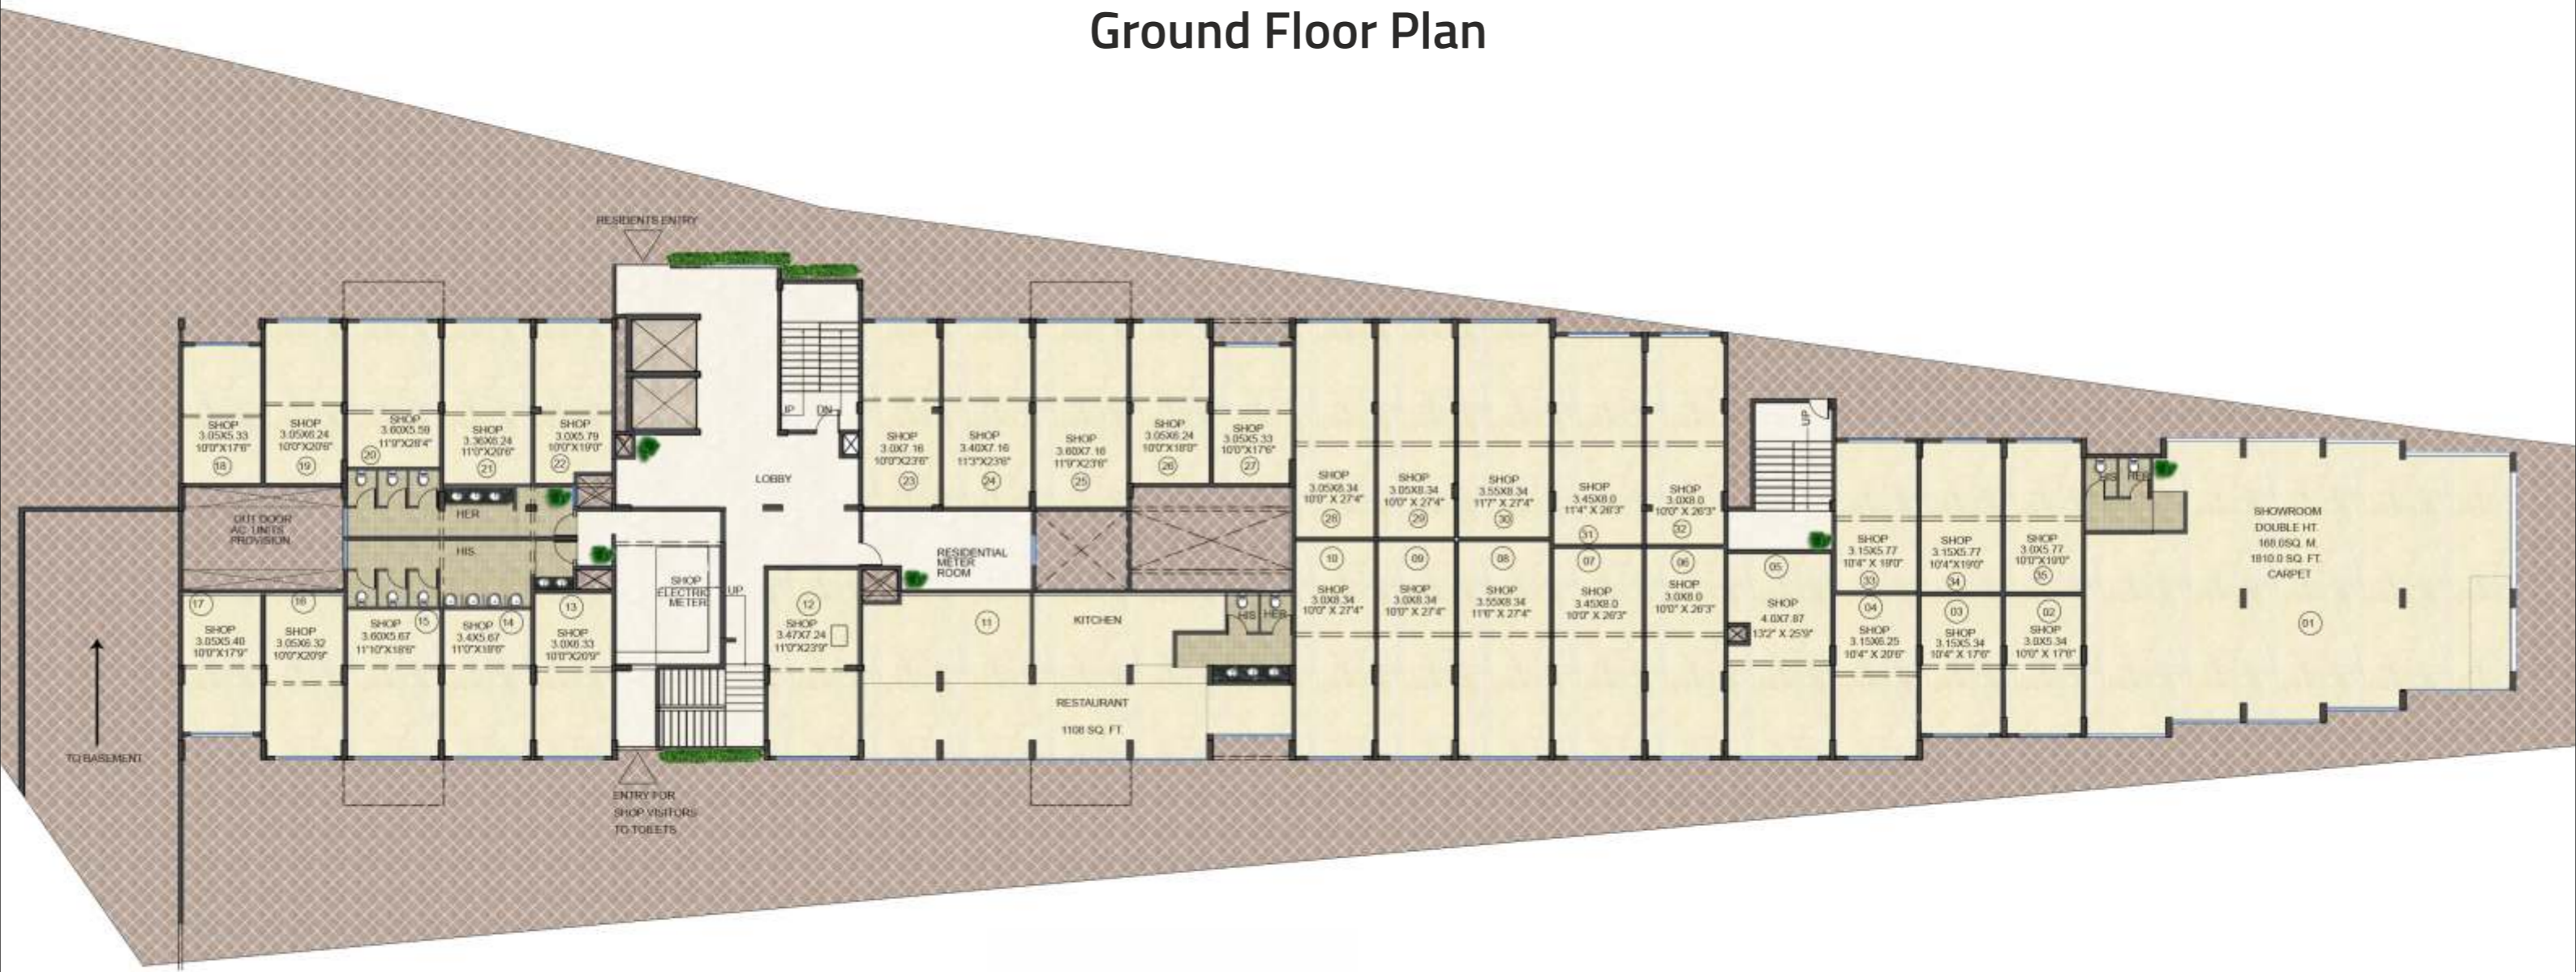 Ground Floor Plan
RESIDENTS ENTRY
SHOP
3.05X5.33
10'0"X17'6"
18
SHOP
3.05X6.24
10'0"X20'6"
19
SHOP
3.60X5.59
11'9"X28'4"
20
SHOP
3.36X6.24
11'0"X20'6"
21
SHOP
3.0X5.79
10'0"X19'0"
22
UP
DN
SHOP
3.0X7.16
10'0"X23'6"
23
SHOP
3.40X7.16
11'3"X23'6"
24
SHOP
3.60X7.16
11'9"X23'6"
25
SHOP
3.05X6.24
10'0"X18'0"
26
SHOP
3.05X5.33
10'0"X17'6"
27
SHOP
3.05X8.34
10'0" X 27'4"
28
SHOP
3.05X8.34
10'0" X 27'4"
29
SHOP
3.55X8.34
11'7" X 27'4"
30
SHOP
3.45X8.0
11'4" X 26'3"
31
SHOP
3.0X8.0
10'0" X 26'3"
32
UP
SHOP
3.15X5.77
10'4" X 19'0"
33
SHOP
3.15X5.77
10'4"X19'0"
34
SHOP
3.0X5.77
10'0"X19'0"
35
HIS
HER
SHOWROOM
DOUBLE HT.
168.0SQ. M.
1810.0 SQ. FT.
CARPET
01
LOBBY
OUT DOOR
AC UNITS
PROVISION
HER
HIS
SHOP
ELECTRIC
METER
UP
RESIDENTIAL
METER
ROOM
17
SHOP
3.05X5.40
10'0"X17'9"
16
SHOP
3.05X6.32
10'0"X20'9"
15
SHOP
3.60X5.67
11'10"X18'6"
14
SHOP
3.4X5.67
11'0"X18'6"
13
SHOP
3.0X6.33
10'0"X20'9"
12
SHOP
3.47X7.24
11'0"X23'9"
11
KITCHEN
HIS
HER
RESTAURANT
1108 SQ. FT.
10
SHOP
3.0X8.34
10'0" X 27'4"
09
SHOP
3.0X8.34
10'0" X 27'4"
08
SHOP
3.55X8.34
11'6" X 27'4"
07
SHOP
3.45X8.0
10'0" X 26'3"
06
SHOP
3.0X8.0
10'0" X 26'3"
05
SHOP
4.0X7.87
13'2" X 25'9"
04
SHOP
3.15X6.25
10'4" X 20'6"
03
SHOP
3.15X5.34
10'4" X 17'6"
02
SHOP
3.0X5.34
10'0" X 17'6"
TO BASEMENT
ENTRY FOR
SHOP VISITORS
TO TOILETS